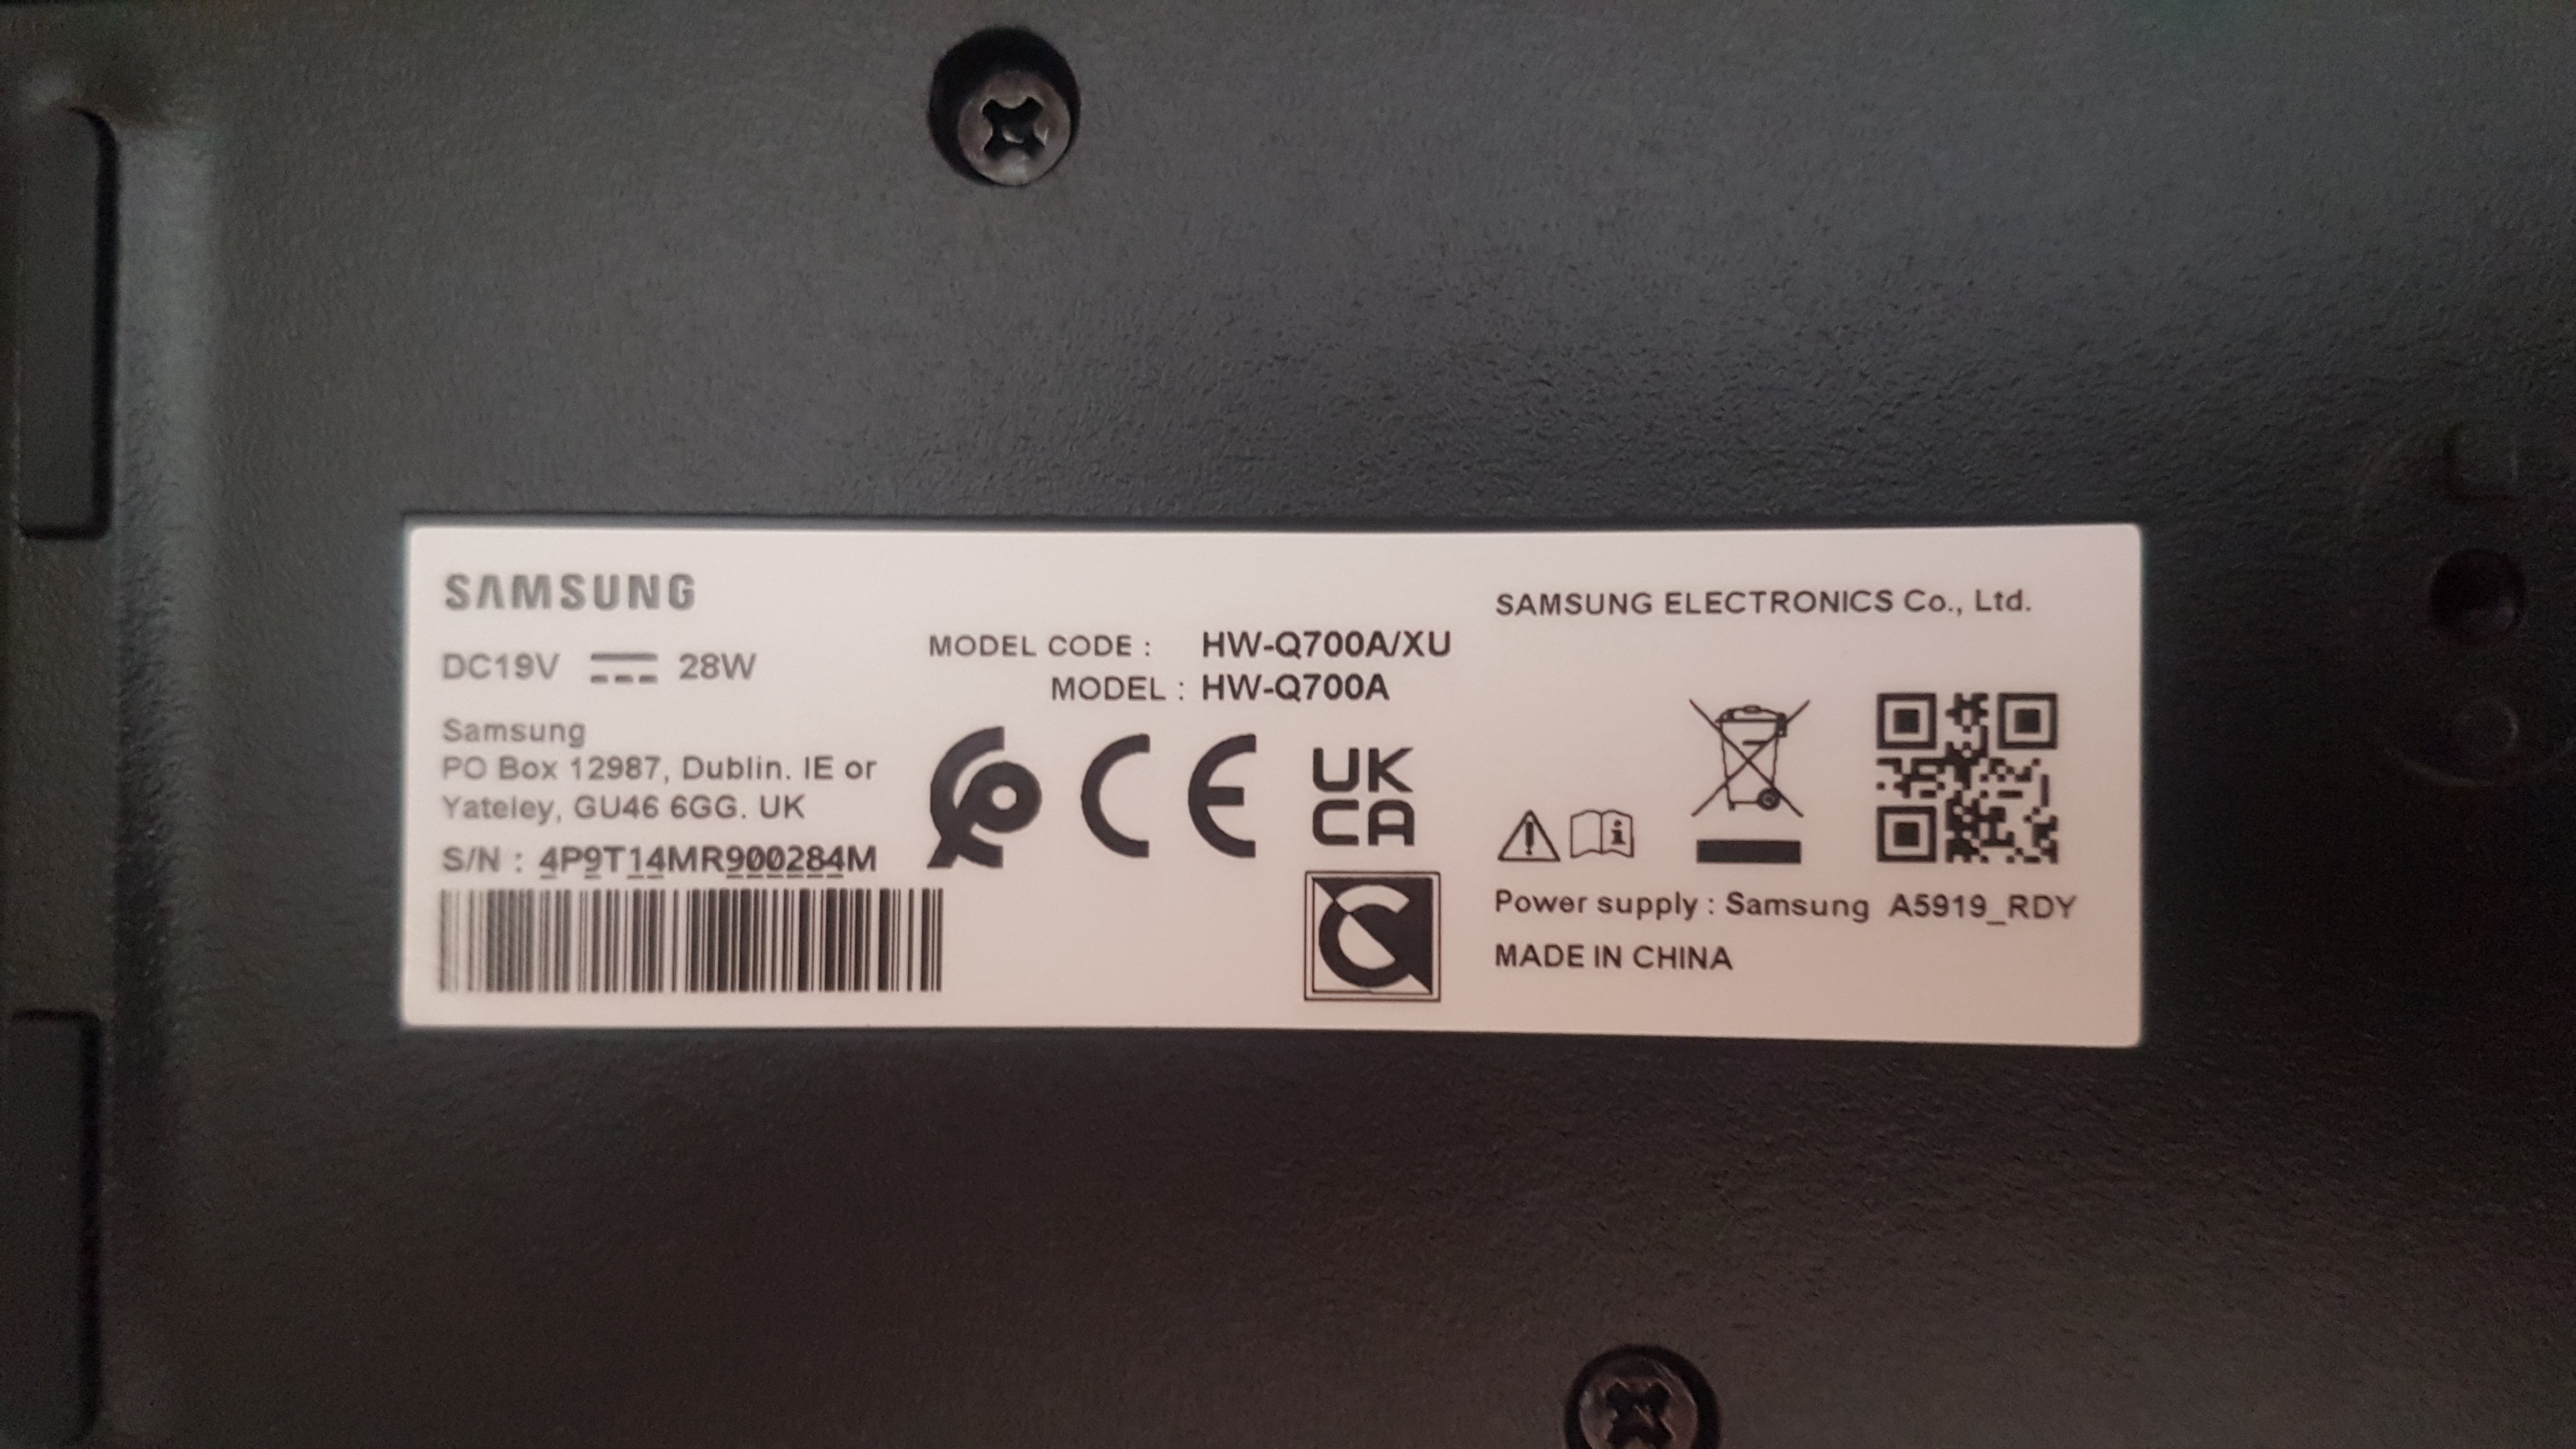 SAMSUNG
DC19V 28W
Samsung
PO Box 12987, Dublin. IE or
Yateley, GU46 6GG. UK
S/N : 4P9T14MR900284M
MODEL CODE : HW-Q700A/XU
MODEL : HW-Q700A
CE
UK
CA
SAMSUNG ELECTRONICS Co., Ltd.
Power supply : Samsung A5919_RDY
MADE IN CHINA